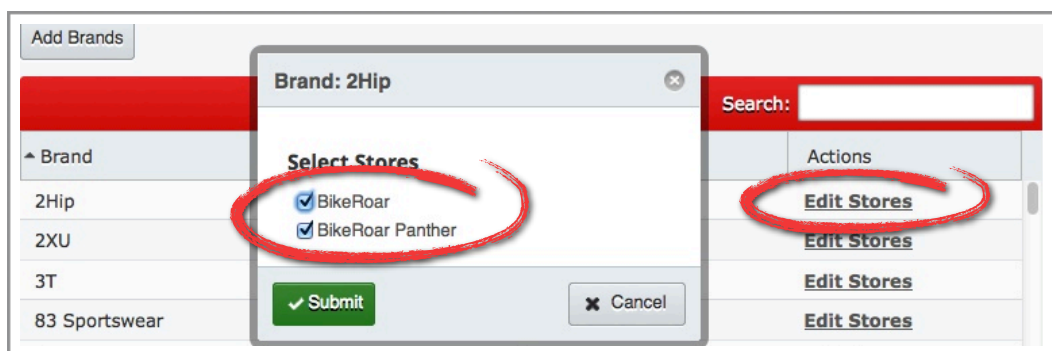 Add Brands
Brand: 2Hip
Search:
Brand
Actions
Select Stores
BikeRoar
BikeRoar Panther
2Hip
Edit Stores
2XU
Edit Stores
3T
Edit Stores
83 Sportswear
Edit Stores
Submit
Cancel